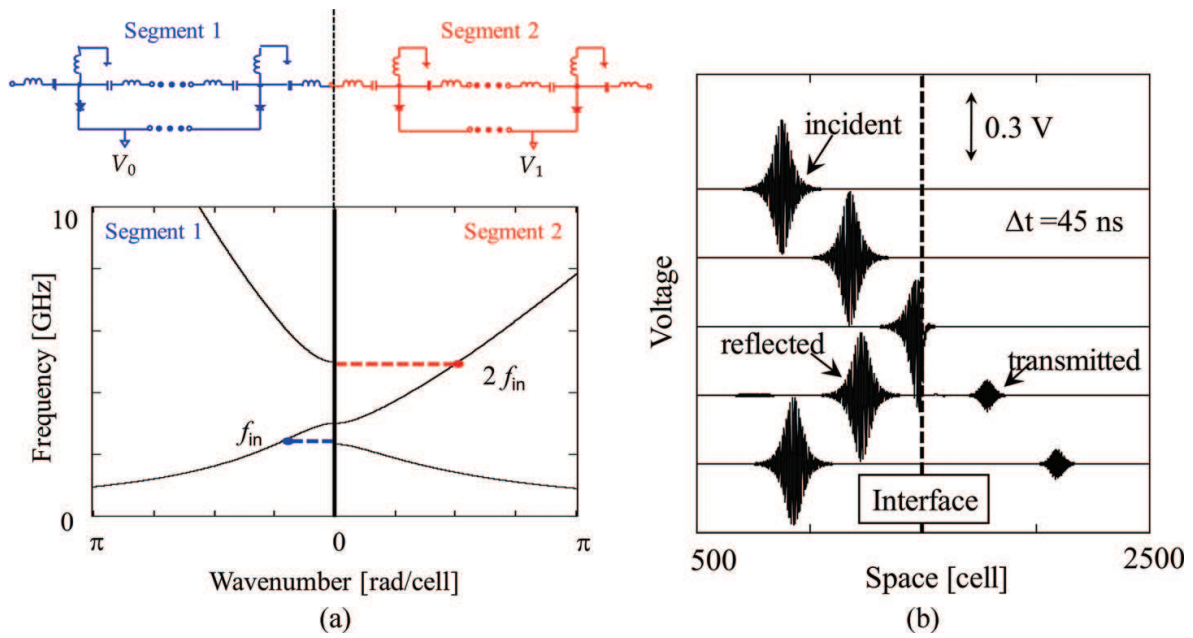 Segment 1
Segment 2
V0
V1
10
Segment 1
Segment 2
Frequency [GHz]
2 fin
fin
0
π
0
π
Wavenumber [rad/cell]
(a)
incident
0.3 V
Δt =45 ns
Voltage
reflected
transmitted
Interface
500
2500
Space [cell]
(b)